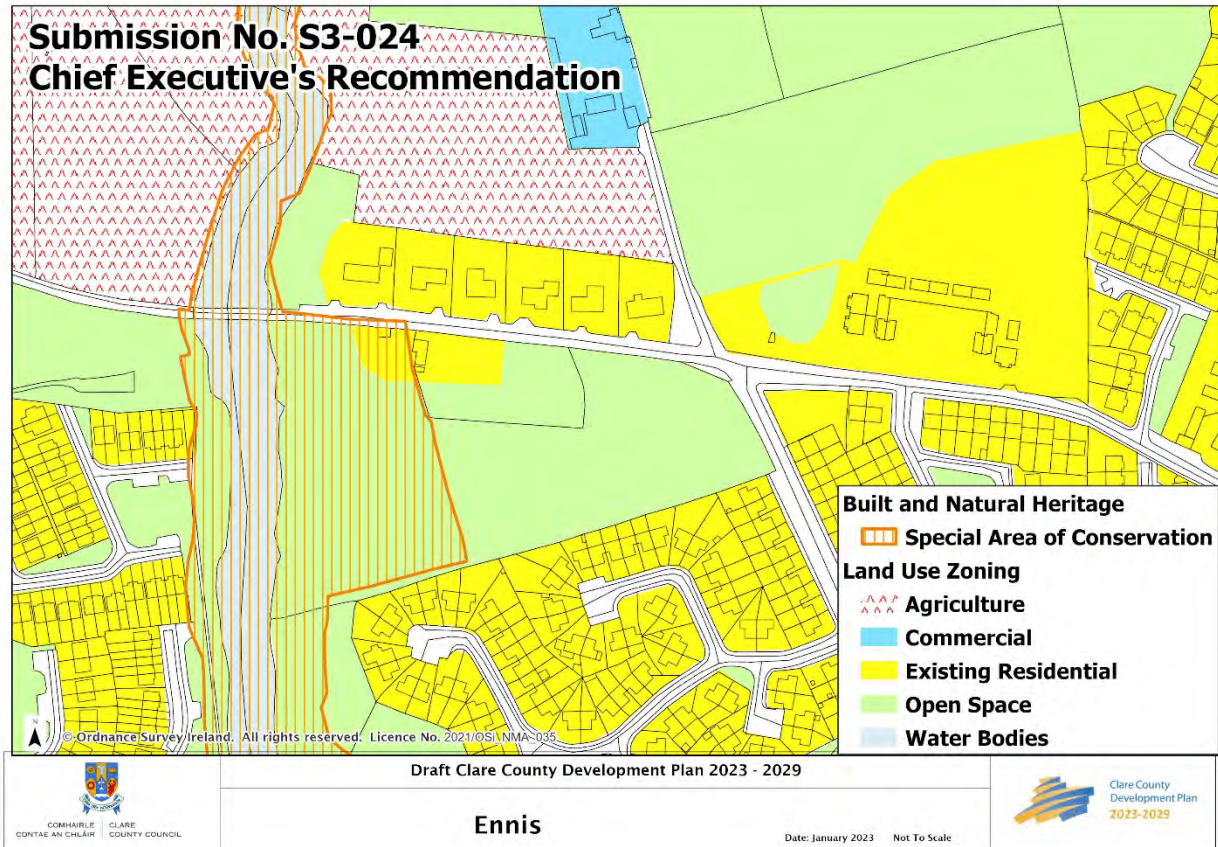 Submission No. S3-024
Chief Executive's Recommendation
Built and Natural Heritage
Special Area of Conservation
Land Use Zoning
Agriculture
Commercial
Existing Residential
Open Space
Water Bodies
N
© Ordnance Survey Ireland. All rights reserved. Licence No. 2021/OSI_NMA_035
COMHAIRLE CONTAE AN CHLÁIR
CLARE COUNTY COUNCIL
Draft Clare County Development Plan 2023 - 2029
Ennis
Date: January 2023 Not To Scale
Clare County
Development Plan
2023-2029